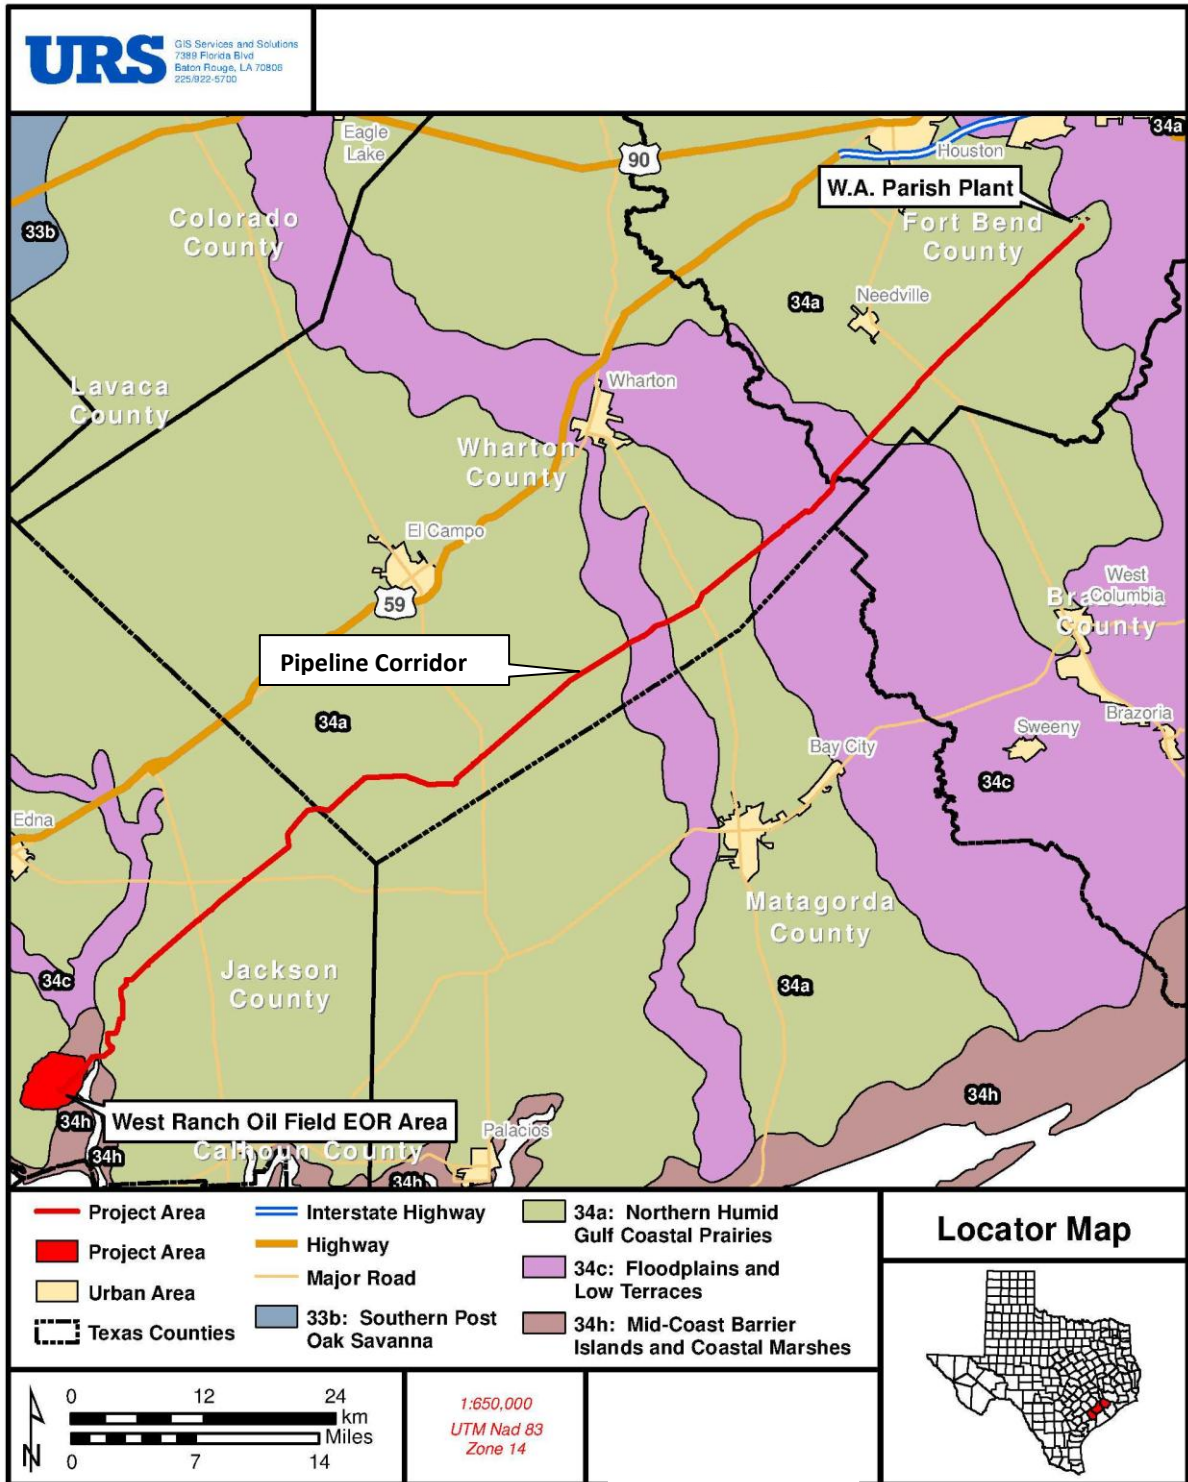 URS
GIS Services and Solutions
7389 Florida Blvd
Baton Rouge, LA 70806
225/922-5700
Eagle
Lake
90
34a
Houston
W.A. Parish Plant
Colorado
County
33b
Fort Bend
County
34a
Needville
Lavaca
County
Wharton
Wharton
County
El Campo
59
West
Columbia
Brazoria
County
Pipeline Corridor
34a
Bay City
Sweeny
Brazoria
34c
Edna
Matagorda
County
34c
Jackson
County
34a
34h
West Ranch Oil Field EOR Area
34h
Palacios
Calhoun County
34h
34h
Project Area
Project Area
Urban Area
Texas Counties
Interstate Highway
Highway
Major Road
33b: Southern Post
Oak Savanna
34a: Northern Humid
Gulf Coastal Prairies
34c: Floodplains and
Low Terraces
34h: Mid-Coast Barrier
Islands and Coastal Marshes
Locator Map
N
0 12 24
km
Miles
0 7 14
1:650,000
UTM Nad 83
Zone 14